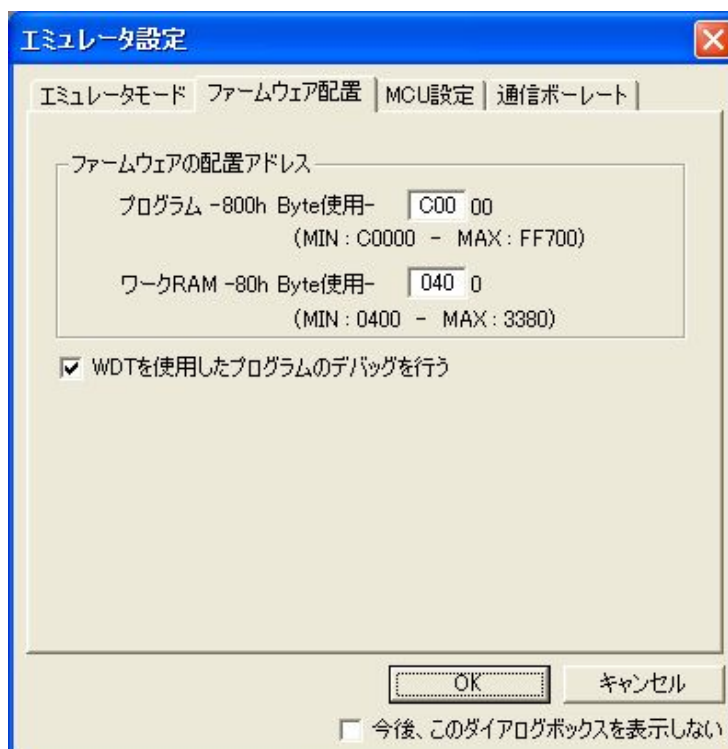 エミュレータ設定
エミュレータモード ファームウェア配置 MCU設定 通信ボーレート
ファームウェアの配置アドレス
プログラム -800h Byte使用- C00 00
(MIN : C0000 - MAX : FF700)
ワークRAM -80h Byte使用- 040 0
(MIN : 0400 - MAX : 3380)
WDTを使用したプログラムのデバッグを行う
OK キャンセル
今後、このダイアログボックスを表示しない